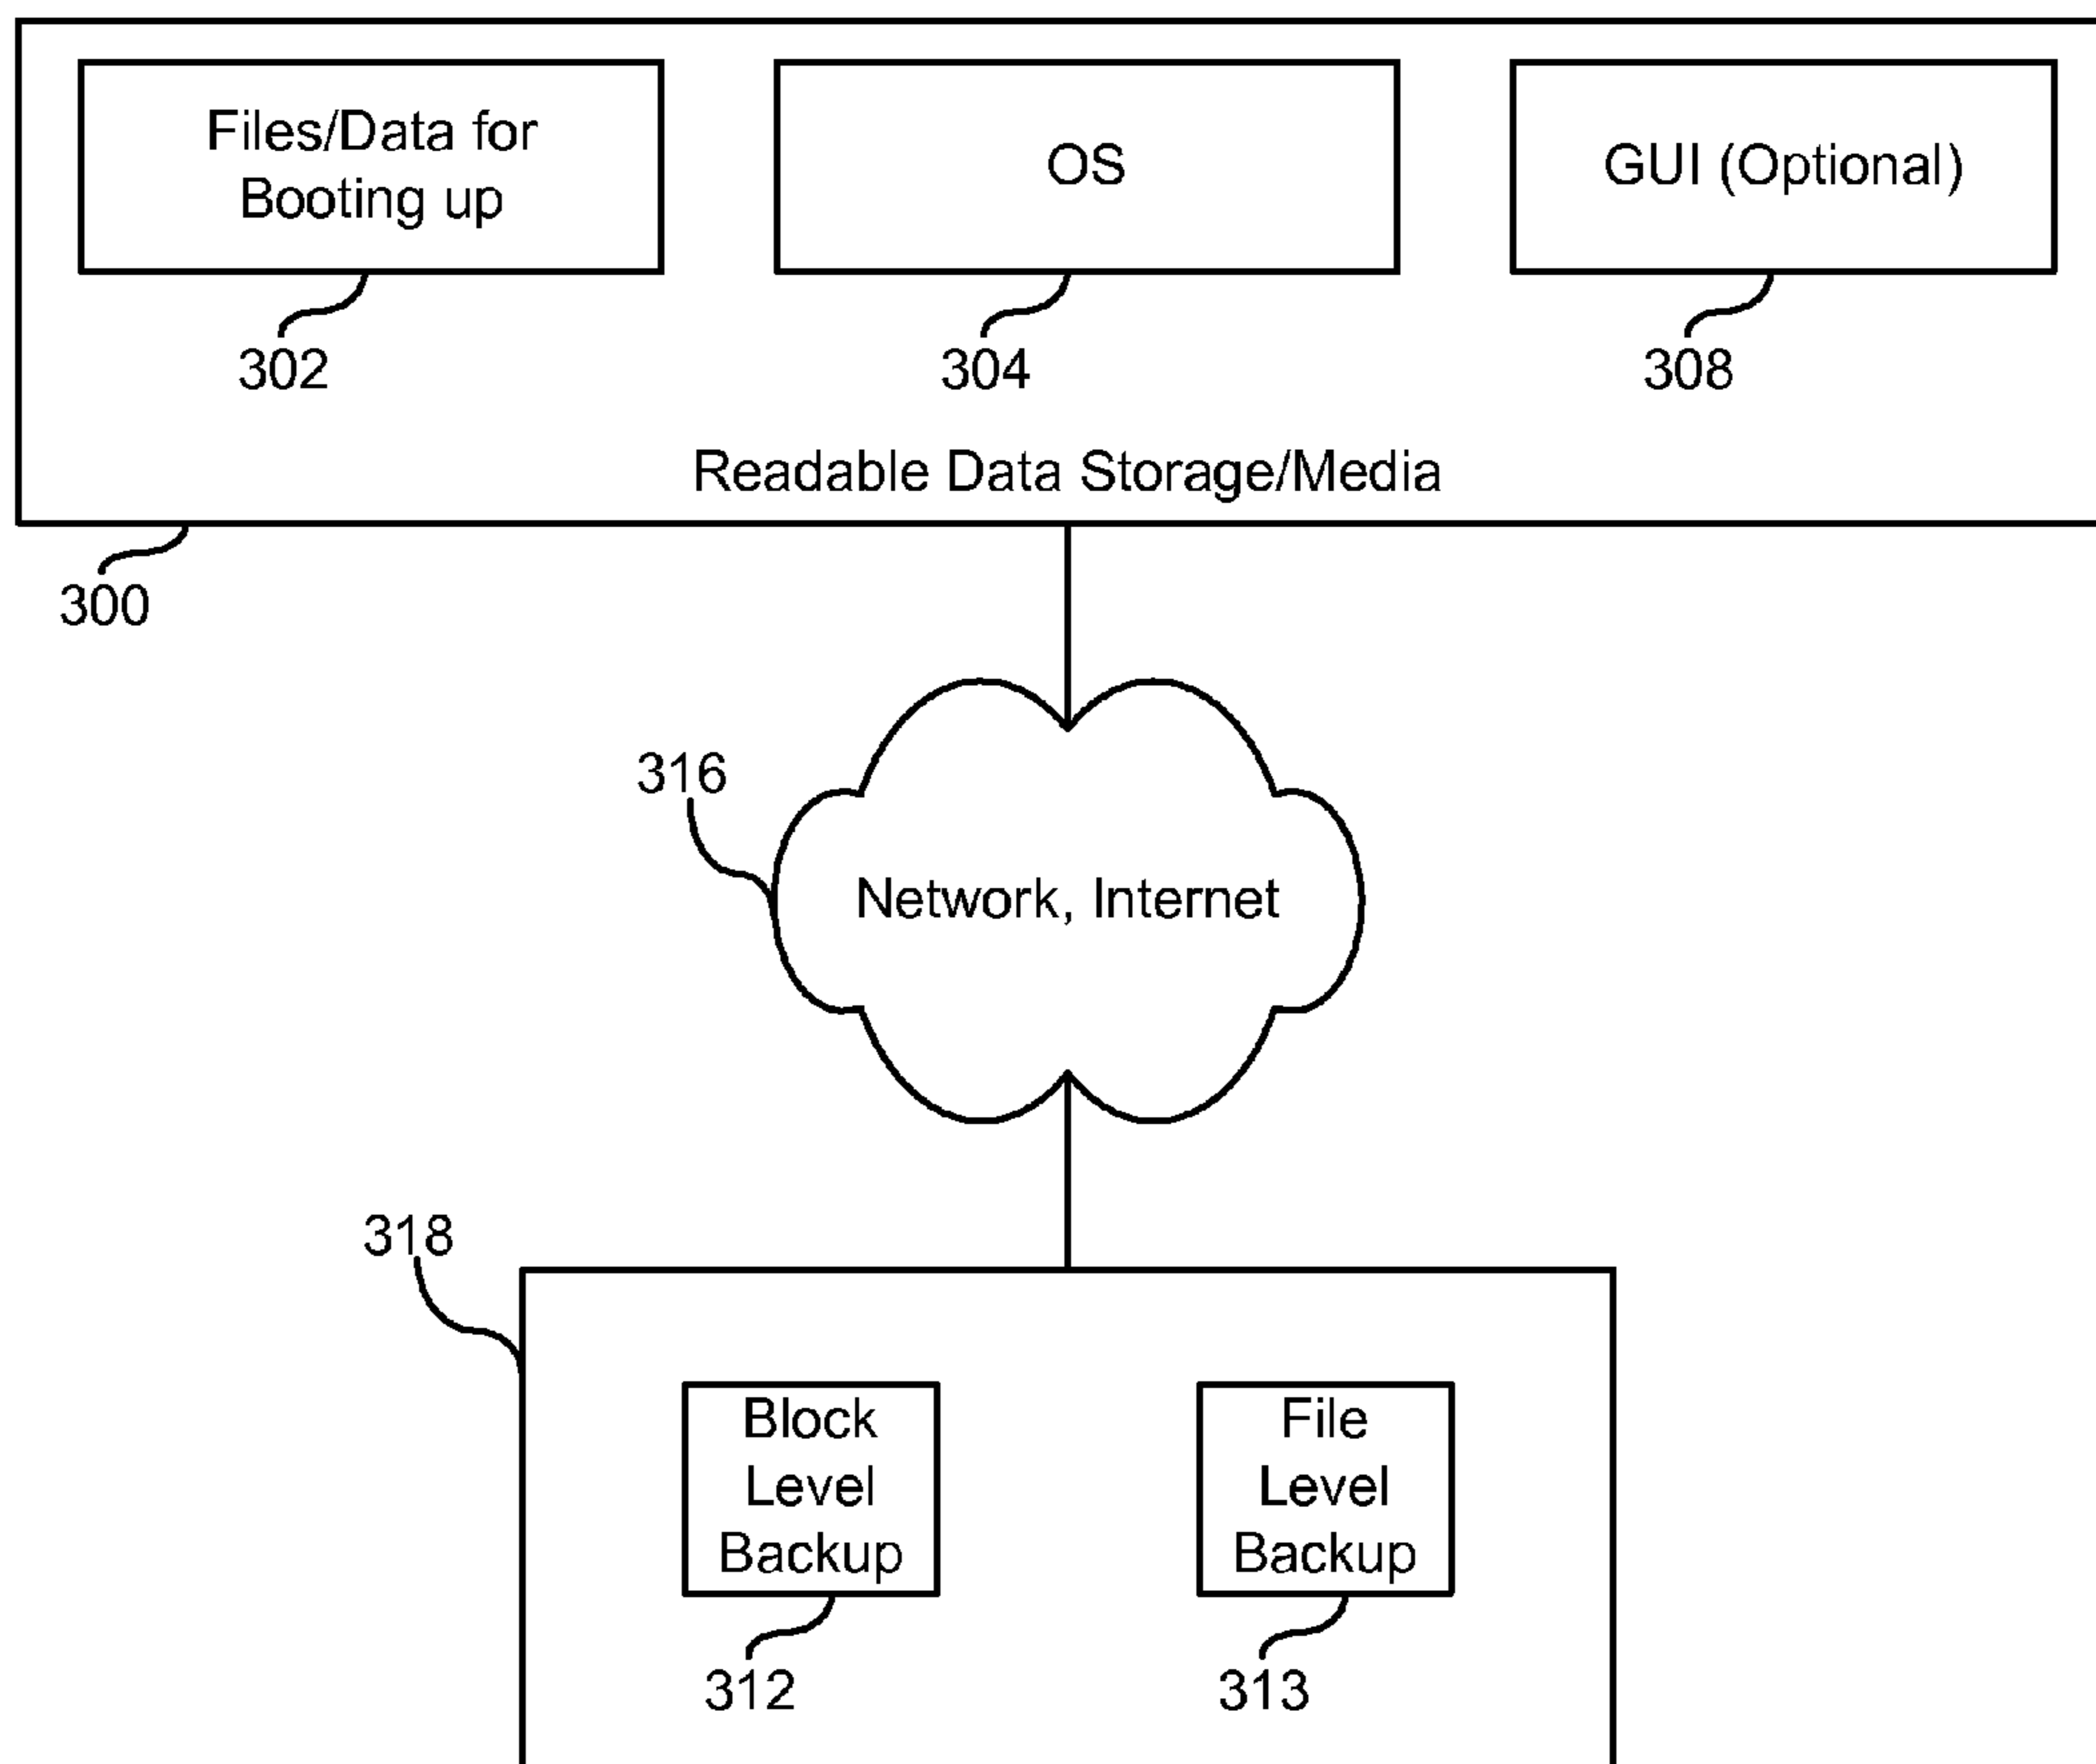 Files/Data for
Booting up
OS
GUI (Optional)
302
304
308
Readable Data Storage/Media
300
316
Network, Internet
318
Block
Level
Backup
File
Level
Backup
312
313